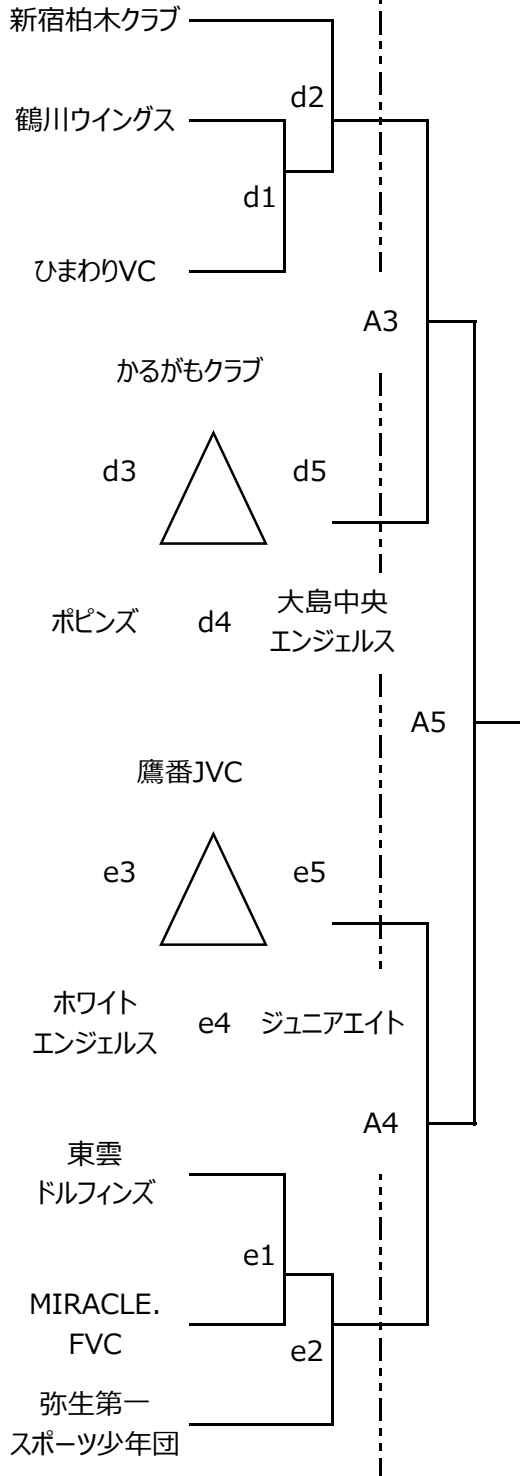 新宿柏木クラブ
d2
鶴川ウイングス
d1
ひまわりVC
A3
かるがもクラブ
d3
d5
ポピンズ
d4
大島中央
エンジェルス
A5
鷹番JVC
e3
e5
ホワイト
エンジェルス
e4
ジュニアエイト
A4
東雲
ドルフィンズ
e1
MIRACLE.
FVC
e2
弥生第一
スポーツ少年団